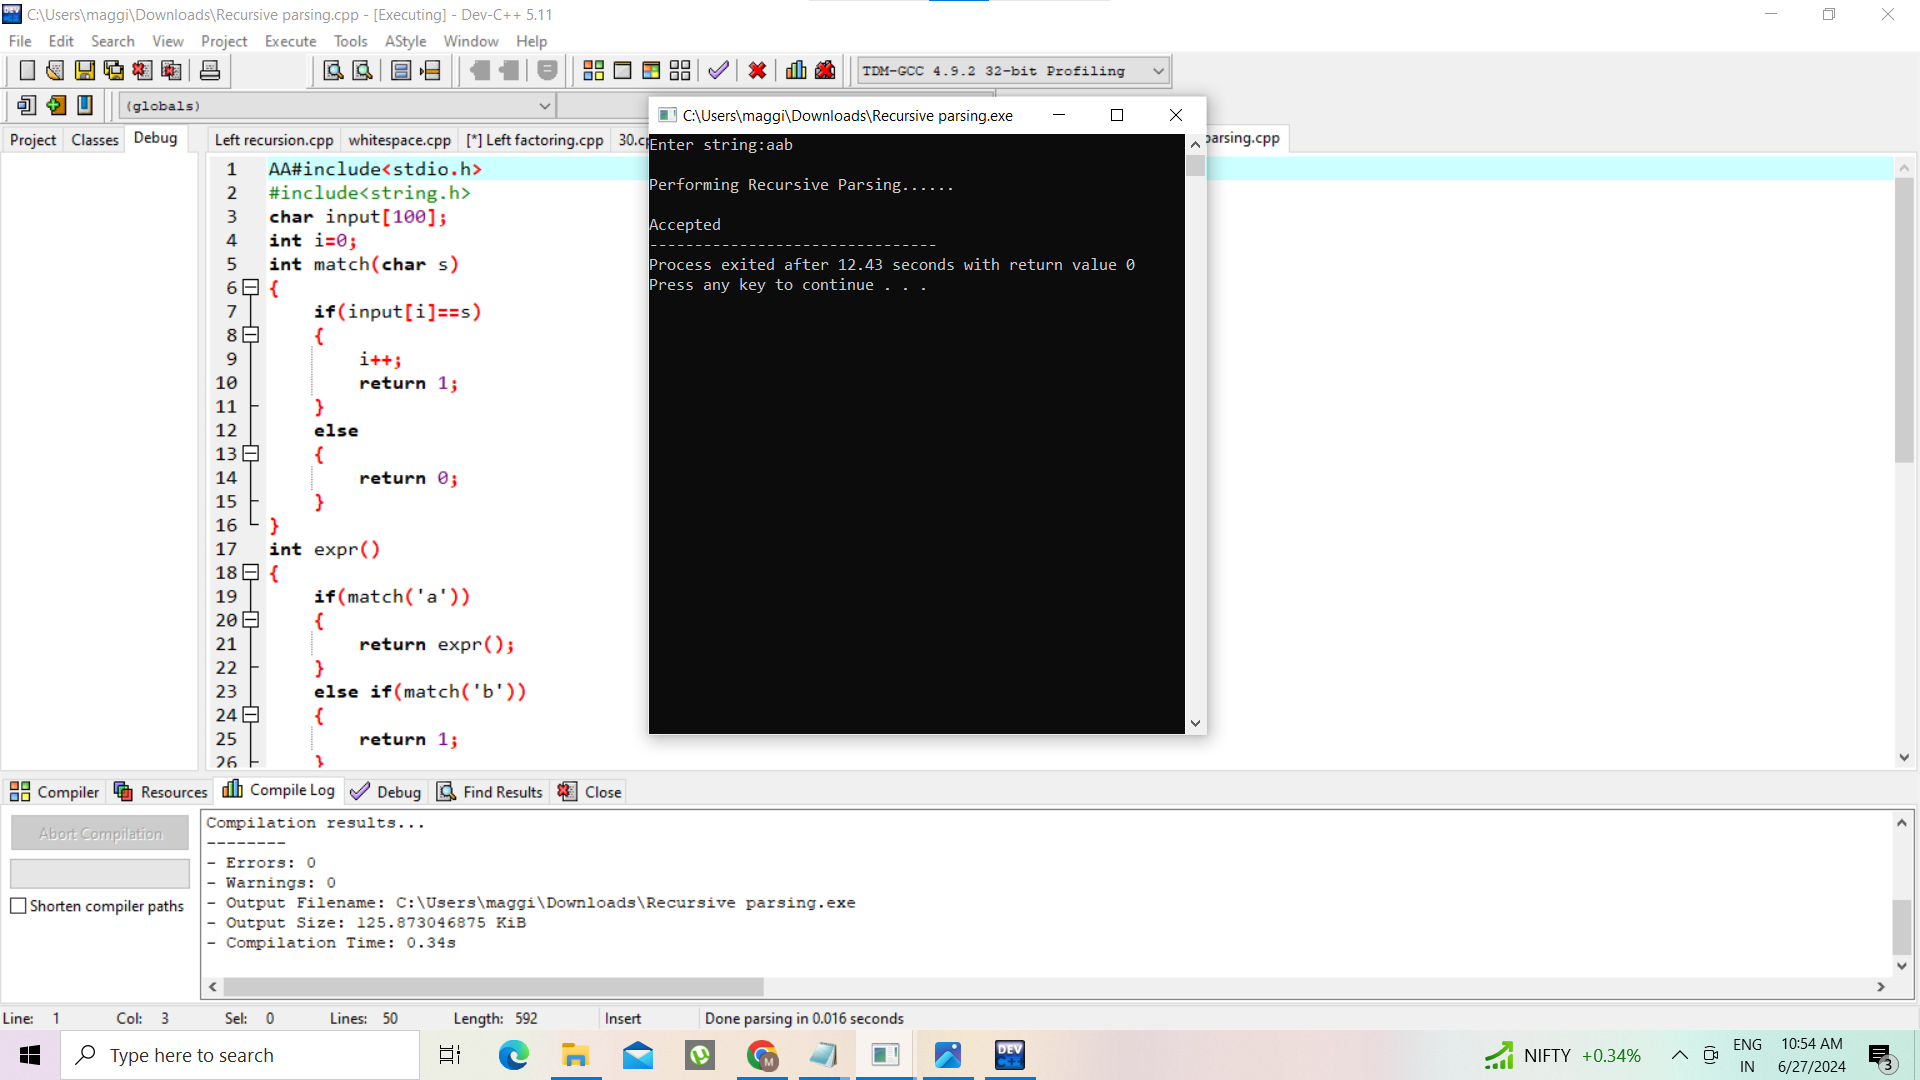 C:\Users\maggi\Downloads\Recursive parsing.cpp - [Executing] - Dev-C++ 5.11
File Edit Search View Project Execute Tools AStyle Window Help
TDM-GCC 4.9.2 32-bit Profiling
(globals)
Project Classes Debug
Left recursion.cpp whitespace.cpp [*] Left factoring.cpp
C:\Users\maggi\Downloads\Recursive parsing.exe
Enter string:aab
Performing Recursive Parsing......
Accepted
--------------------------------
Process exited after 12.43 seconds with return value 0
Press any key to continue . . .
1 AA#include<stdio.h>
2 #include<string.h>
3 char input[100];
4 int i=0;
5 int match(char s)
6 {
7 if(input[i]==s)
8 {
9 i++;
10 return 1;
11 }
12 else
13 {
14 return 0;
15 }
16 }
17 int expr()
18 {
19 if(match('a'))
20 {
21 return expr();
22 }
23 else if(match('b'))
24 {
25 return 1;
26 }
Compiler Resources Compile Log Debug Find Results Close
Abort Compilation
Shorten compiler paths
Compilation results...
--------
- Errors: 0
- Warnings: 0
- Output Filename: C:\Users\maggi\Downloads\Recursive parsing.exe
- Output Size: 125.873046875 KiB
- Compilation Time: 0.34s
Line: 1 Col: 3 Sel: 0 Lines: 50 Length: 592 Insert Done parsing in 0.016 seconds
Type here to search
DEV C++
M
NIFTY +0.34%
ENG
IN
10:54 AM
6/27/2024
3